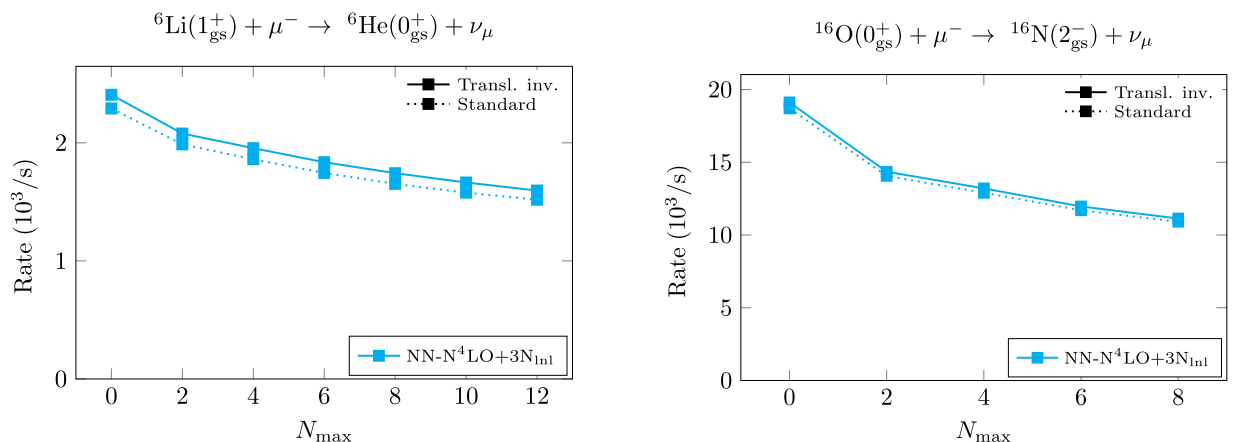 ⁶Li(1⁺gs) + μ⁻ → ⁶He(0⁺gs) + νμ
Transl. inv.
Standard
2
1
0
Rate (10³/s)
NN-N⁴LO+3Nlnl
0 2 4 6 8 10 12
Nmax
¹⁶O(0⁺gs) + μ⁻ → ¹⁶N(2⁻gs) + νμ
Transl. inv.
Standard
20
15
10
5
0
Rate (10³/s)
NN-N⁴LO+3Nlnl
0 2 4 6 8
Nmax